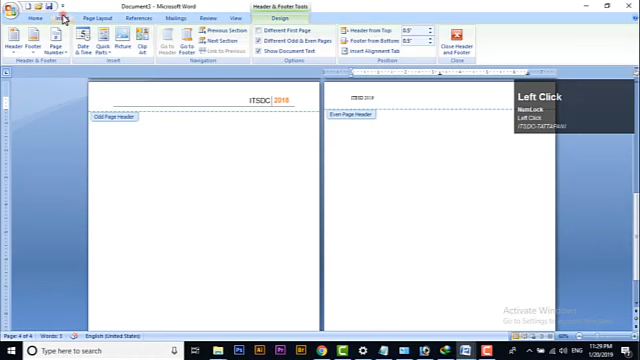 Document3 - Microsoft Word
Header & Footer Tools
Home
Page Layout
References
Mailings
Review
View
Design
Header
Footer
Page Number
Date & Time
Quick Parts
Picture
Clip Art
Go to Header
Go to Footer
Previous Section
Next Section
Link to Previous
Different First Page
Different Odd & Even Pages
Show Document Text
Header from Top: 0.5"
Footer from Bottom: 0.5"
Insert Alignment Tab
Close Header and Footer
Header & Footer
Insert
Navigation
Options
Position
Close
Left Click
NumLock
Left Click
ITSDC-TATTAPANI
ITSDC 2018
Odd Page Header
Even Page Header
Activate Windows
Go to Settings to
Page: 4 of 4
Words: 3
English (United States)
60%
Type here to search
ENG
11:29 PM
1/20/2019